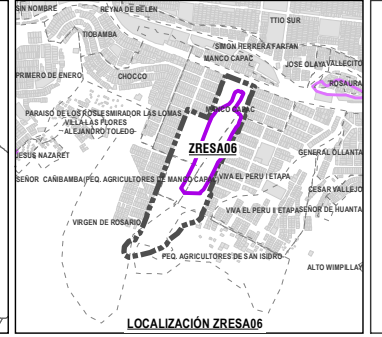 SIN NOMBRE
REYNA DE BELEN
TTIO SUR
TIOBAMBA
SIMON HERRERA FARFAN
MANCO CAPAC
JOSE OLAYA
VALLECITO
PRIMERO DE ENERO
CHOCCO
ROSAURA
PARAISO DE LOS ROSLES
MIRADOR LAS LOMAS
MANCO CAPAC
VILLA LAS FLORES
ALEJANDRO TOLEDO
ZRESA06
JESUS NAZARET
GENERAL OLLANTA
SEÑOR CAÑIBAMBA(PEQ. AGRICULTORES DE MANCO CAPAC)
VIVA EL PERU I ETAPA
CESAR VALLEJO
VIVA EL PERU II ETAPA
SEÑOR DE HUANTA
VIRGEN DE ROSARIO
PEQ. AGRICULTORES DE SAN ISIDRO
ALTO WIMPILLAY
LOCALIZACIÓN ZRESA06